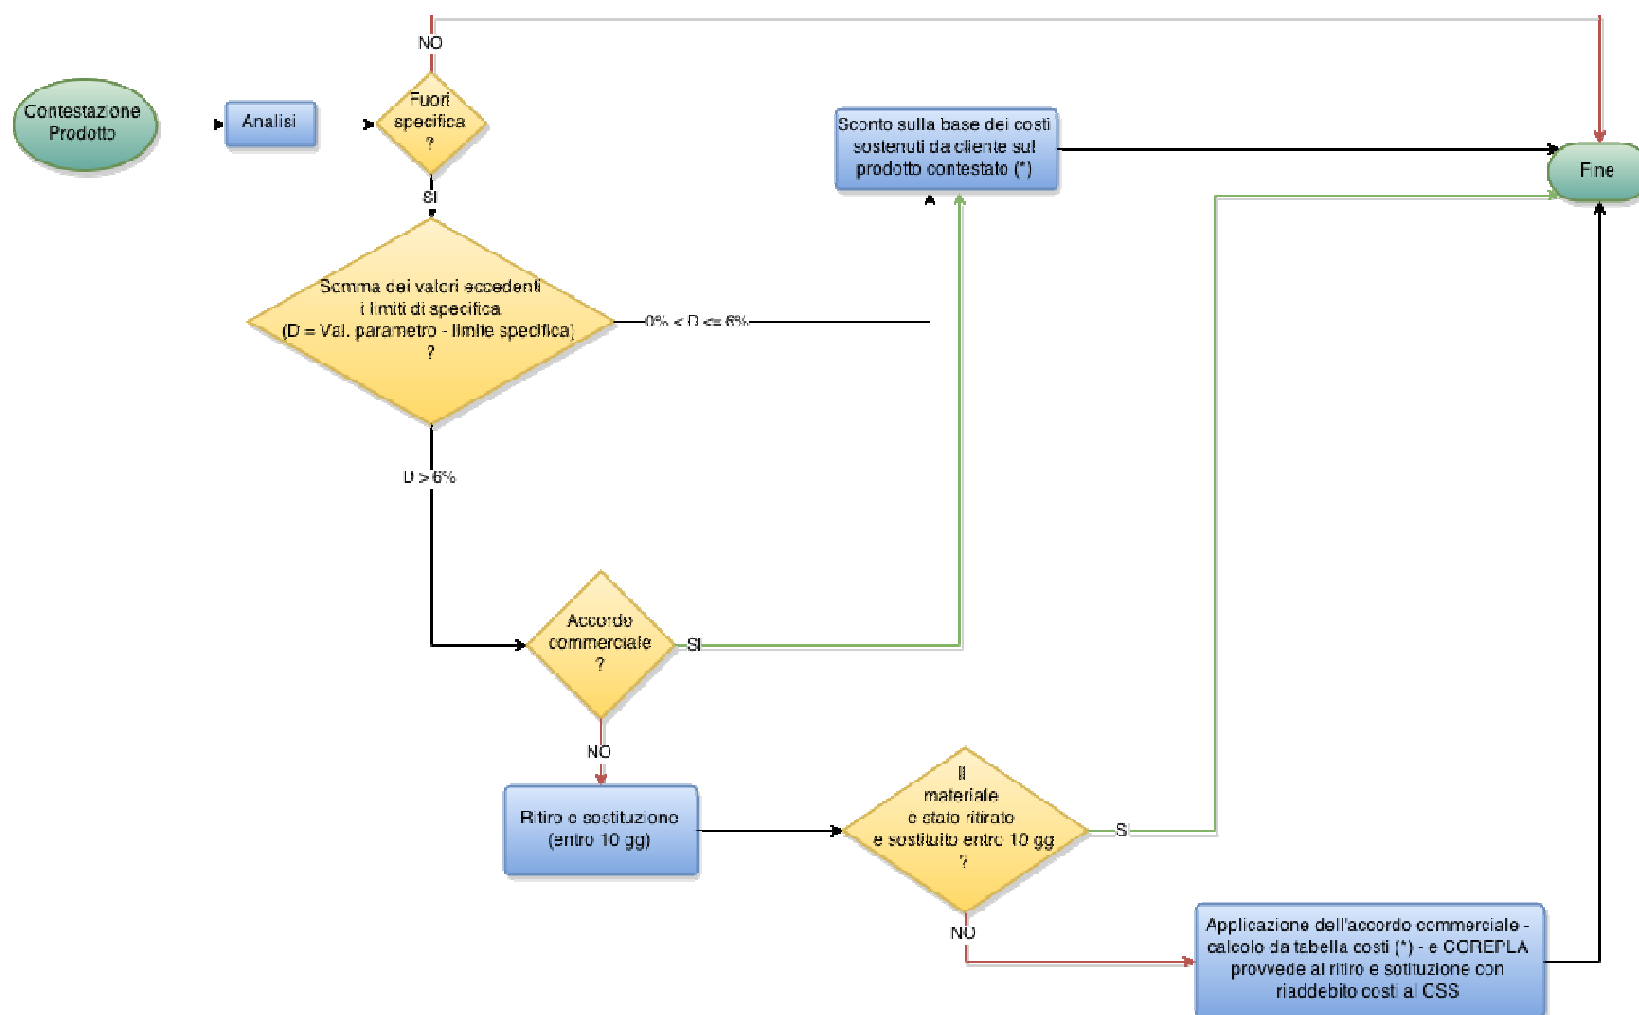 NO
Contestazione
Prodotto
Analisi
Fuori
specifica
?
SI
Sconto sulla base dei costi
sostenuti da cliente sul
prodotto contestato (*)
Fine
Somma dei valori eccedenti
i limiti di specifica
(D = Val. parametro - limite specifica)
?
0% < D <= 6%
D > 6%
Accordo
commerciale
?
SI
NO
Ritiro e sostituzione
(entro 10 gg)
Il
materiale
e stato ritirato
e sostituito entro 10 gg
?
SI
NO
Applicazione dell'accordo commerciale -
calcolo da tabella costi (*) - e COREPLA
provvede al ritiro e sotituzione con
riaddebito costi al CSS